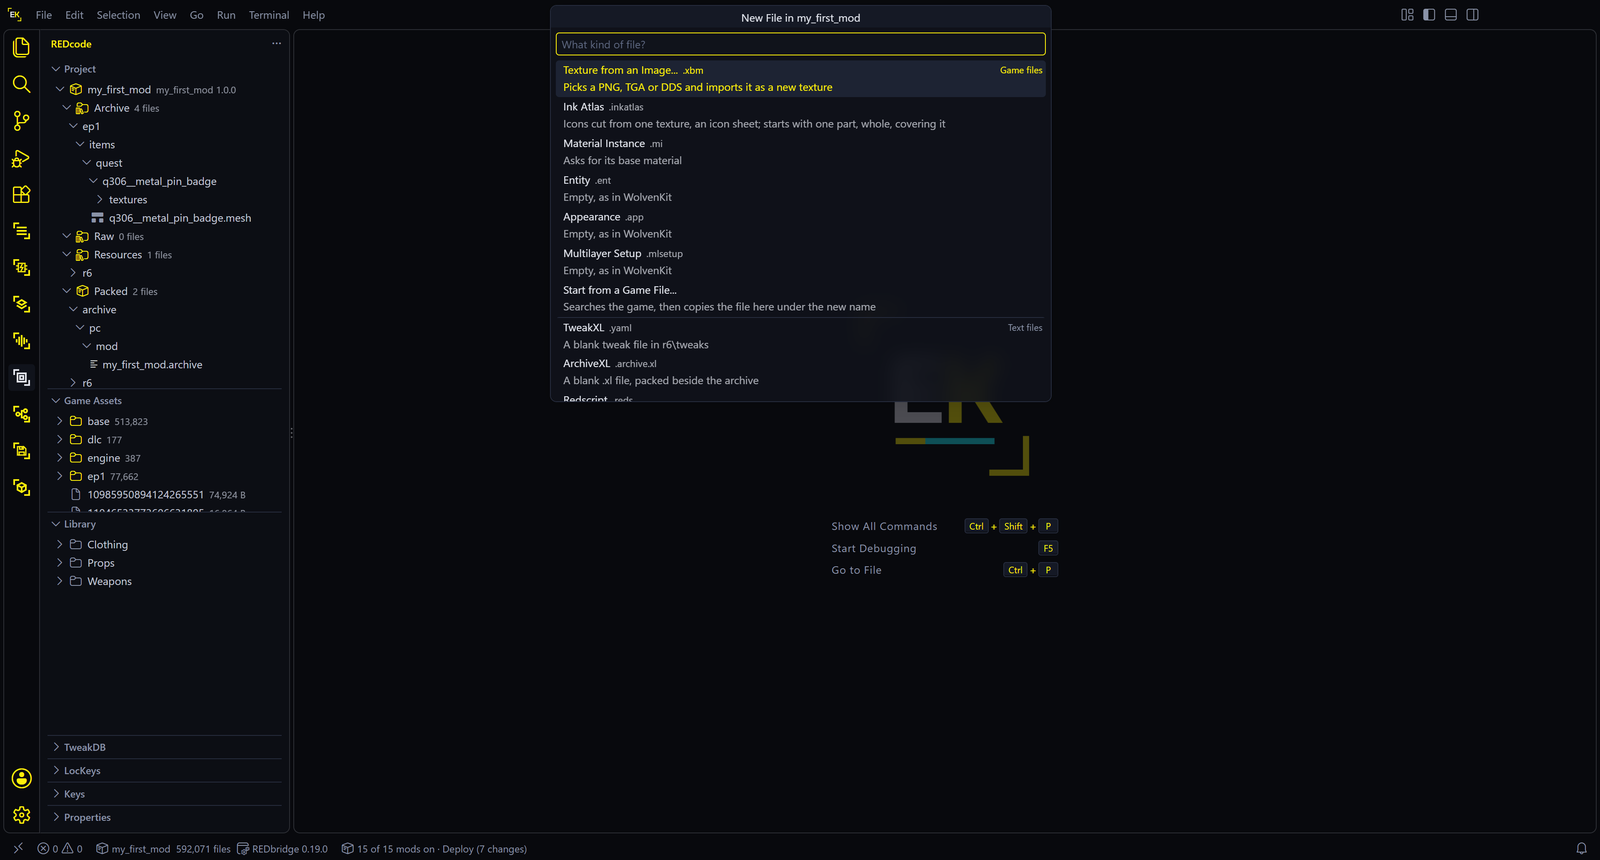 EK File Edit Selection View Go Run Terminal Help
New File in my_first_mod
What kind of file?
Texture from an Image... .xbm Game files
Picks a PNG, TGA or DDS and imports it as a new texture
Ink Atlas .inkatlas
Icons cut from one texture, an icon sheet; starts with one part, whole, covering it
Material Instance .mi
Asks for its base material
Entity .ent
Empty, as in WolvenKit
Appearance .app
Empty, as in WolvenKit
Multilayer Setup .mlsetup
Empty, as in WolvenKit
Start from a Game File...
Searches the game, then copies the file here under the new name
TweakXL .yaml Text files
A blank tweak file in r6\tweaks
ArchiveXL .archive.xl
A blank .xl file, packed beside the archive
Redscript .reds
REDcode ...
Project
my_first_mod my_first_mod 1.0.0
Archive 4 files
ep1
items
quest
q306__metal_pin_badge
textures
q306__metal_pin_badge.mesh
Raw 0 files
Resources 1 files
r6
Packed 2 files
archive
pc
mod
my_first_mod.archive
r6
Game Assets
base 513,823
dlc 177
engine 387
ep1 77,662
10985950894124265551 74,924 B
Library
Clothing
Props
Weapons
TweakDB
LocKeys
Keys
Properties
EK
Show All Commands Ctrl + Shift + P
Start Debugging F5
Go to File Ctrl + P
0 0 my_first_mod 592,071 files REDbridge 0.19.0 15 of 15 mods on · Deploy (7 changes)